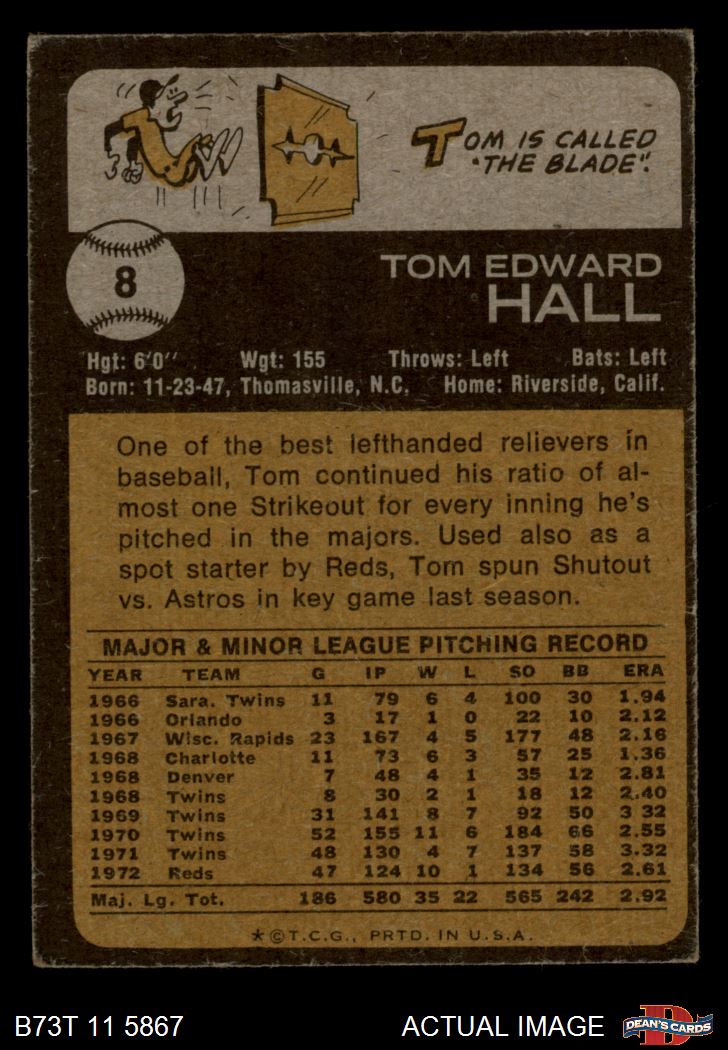 TOM IS CALLED
"THE BLADE".
8
TOM EDWARD
HALL
Hgt: 6'0" Wgt: 155 Throws: Left Bats: Left
Born: 11-23-47, Thomasville, N.C. Home: Riverside, Calif.
One of the best lefthanded relievers in
baseball, Tom continued his ratio of al-
most one Strikeout for every inning he's
pitched in the majors. Used also as a
spot starter by Reds, Tom spun Shutout
vs. Astros in key game last season.
MAJOR & MINOR LEAGUE PITCHING RECORD
YEAR TEAM G IP W L SO BB ERA
1966 Sara. Twins 11 79 6 4 100 30 1.94
1966 Orlando 3 17 1 0 22 10 2.12
1967 Wisc. Rapids 23 167 4 5 177 48 2.16
1968 Charlotte 11 73 6 3 57 25 1.36
1968 Denver 7 48 4 1 35 12 2.81
1968 Twins 8 30 2 1 18 12 2.40
1969 Twins 31 141 8 7 92 50 3 32
1970 Twins 52 155 11 6 184 66 2.55
1971 Twins 48 130 4 7 137 58 3.32
1972 Reds 47 124 10 1 134 56 2.61
Maj. Lg. Tot. 186 580 35 22 565 242 2.92
*©T.C.G., PRTD. IN U.S.A.
B73T 11 5867 ACTUAL IMAGE D DEAN'S CARDS